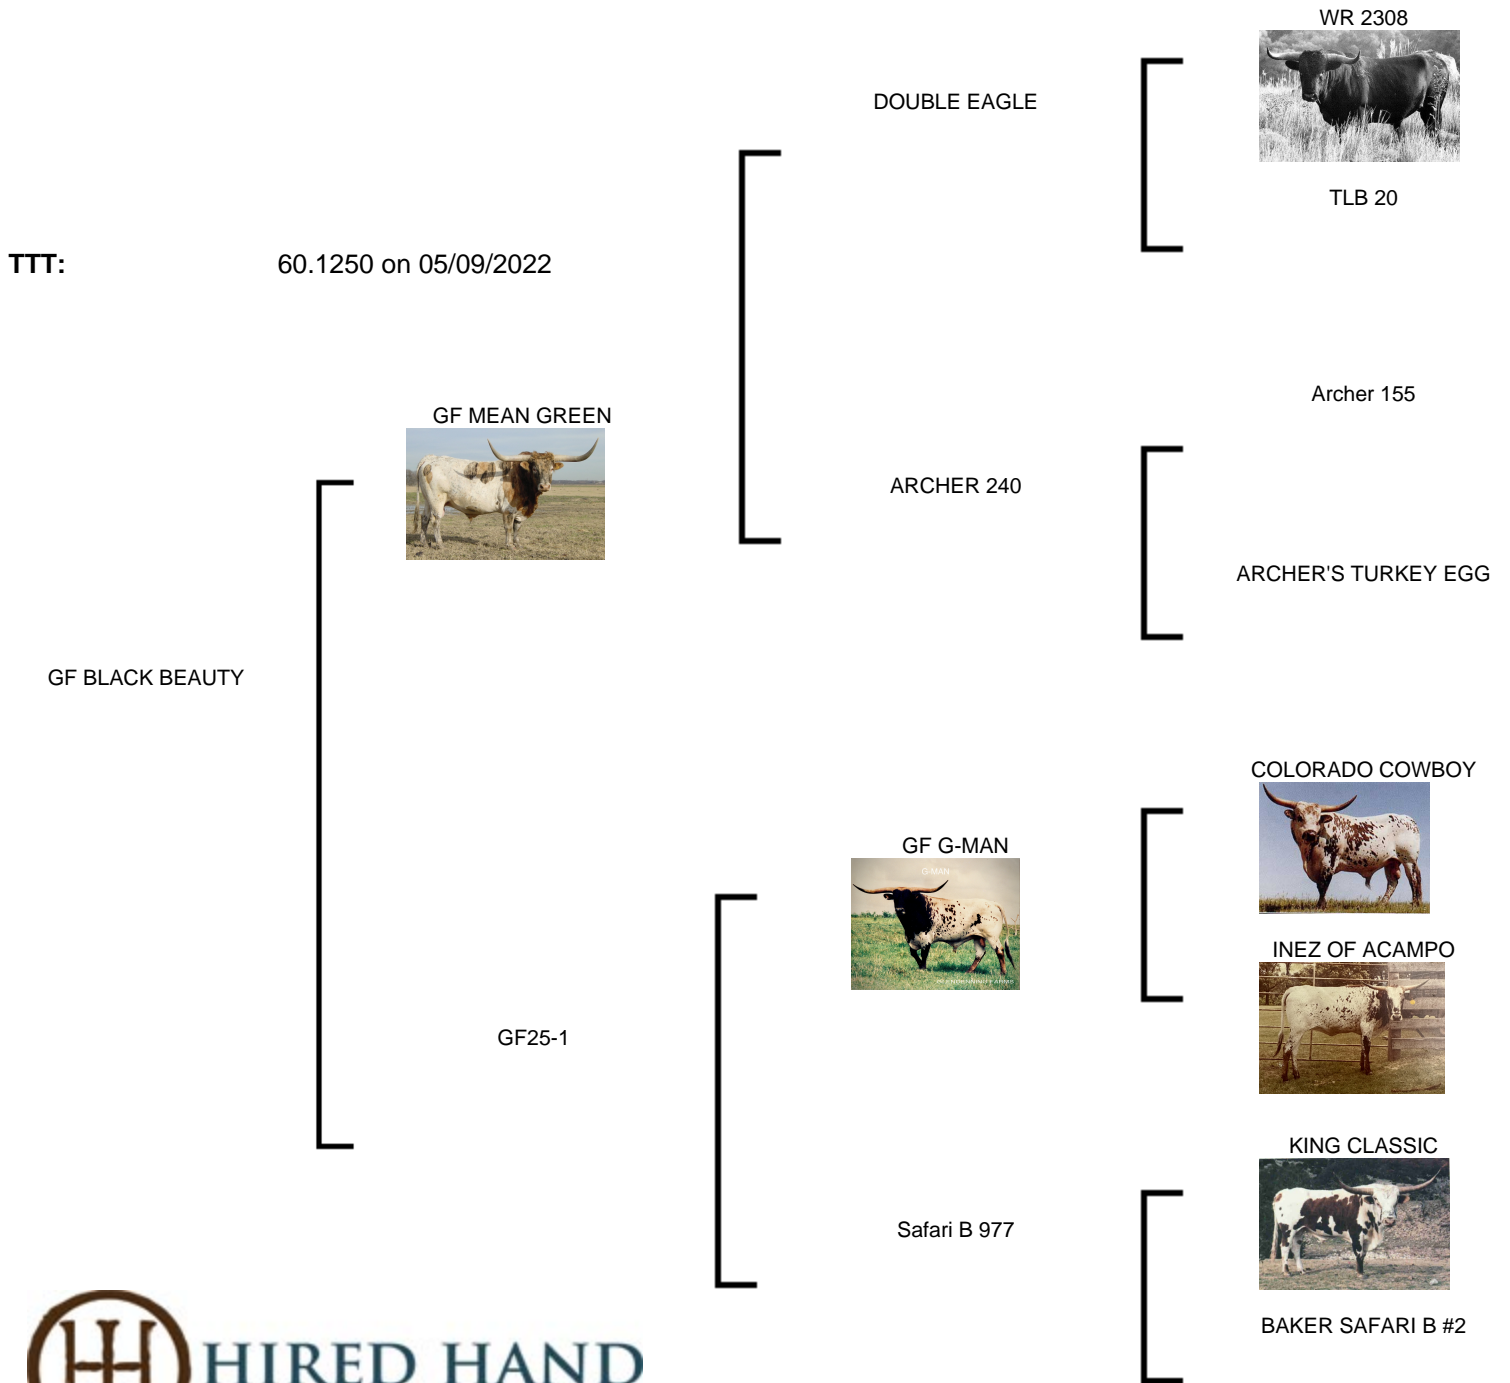 WR 2308
DOUBLE EAGLE
TLB 20
TTT: 60.1250 on 05/09/2022
Archer 155
GF MEAN GREEN
ARCHER 240
ARCHER'S TURKEY EGG
GF BLACK BEAUTY
COLORADO COWBOY
GF G-MAN
G-MAN
INEZ OF ACAMPO
GF25-1
KING CLASSIC
Safari B 977
BAKER SAFARI B #2
HIRED HAND